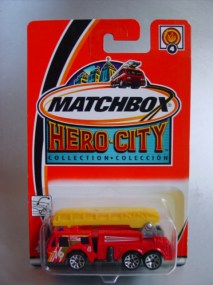 MATCHBOX
HERO-CITY
COLLECTION • COLECCIÓN